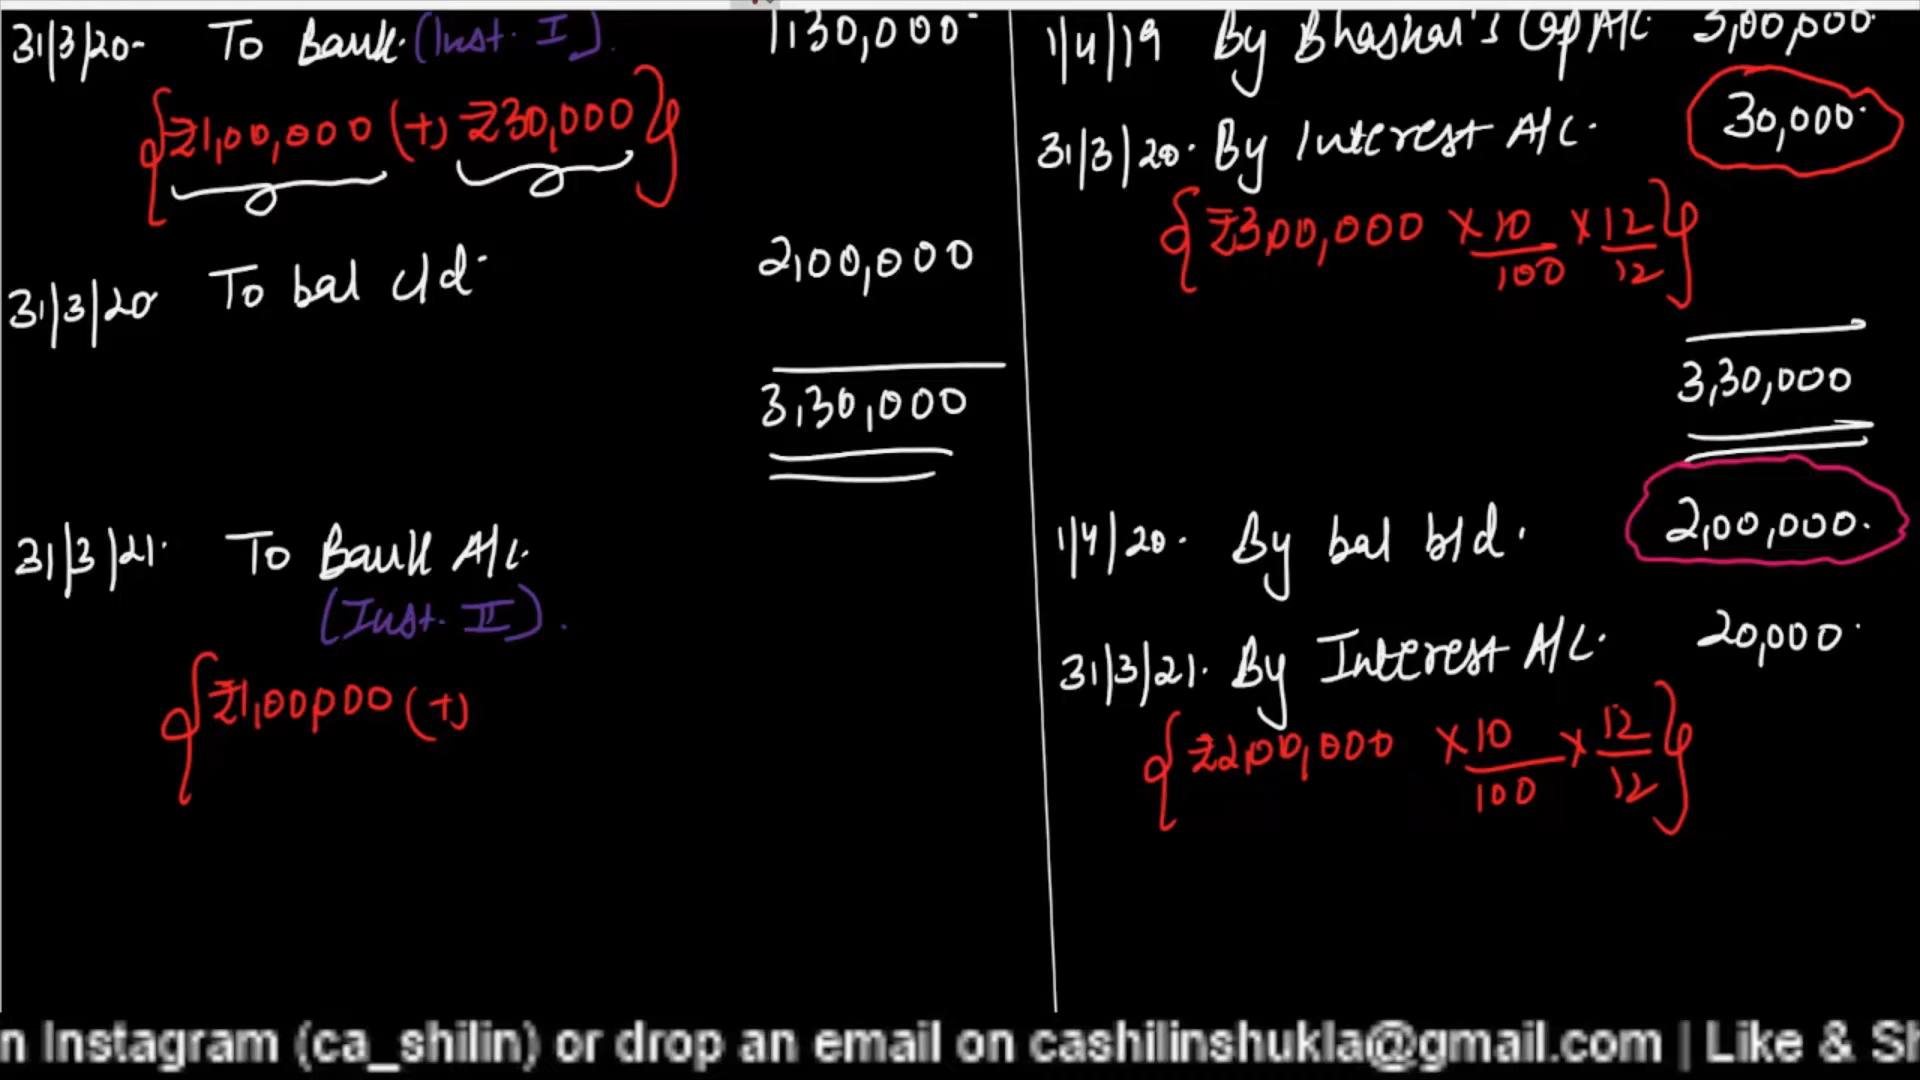 31/3/20 To Bank (Inst. I). 1,30,000
{₹1,00,000 (+) ₹30,000}
31/3/20 To bal c/d. 2,00,000
3,30,000
31/3/21. To Bank A/c.
(Inst. II).
{₹1,00,000 (+)
1/4/19 By Bhaskar's Cap A/c 3,00,000
31/3/20. By Interest A/c. 30,000
{₹3,00,000 × 10/100 × 12/12}
3,30,000
1/4/20. By bal b/d. 2,00,000.
31/3/21. By Interest A/c. 20,000
{₹2,00,000 × 10/100 × 12/12}
n Instagram (ca_shilin) or drop an email on cashilinshukla@gmail.com | Like & Sh